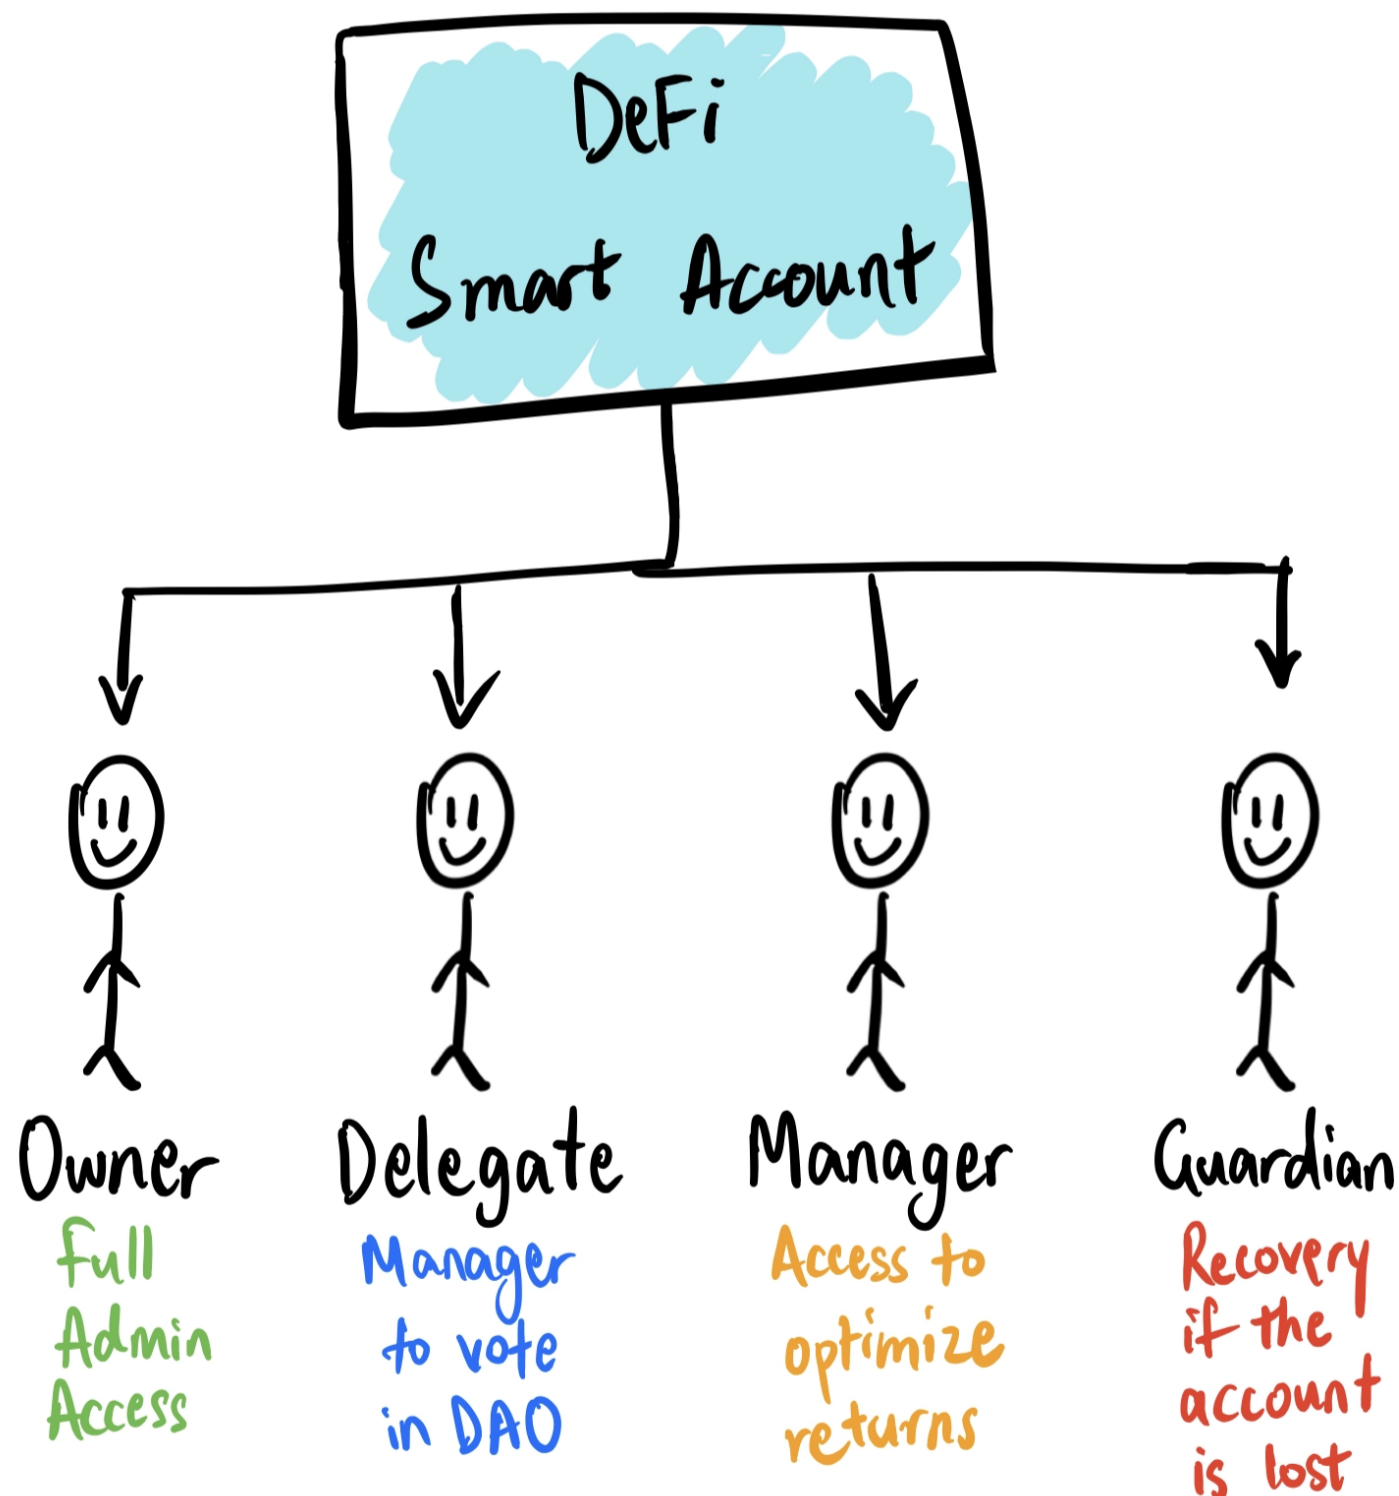 DeFi
Smart Account
Owner
Full
Admin
Access
Delegate
Manager
to vote
in DAO
Manager
Access to
optimize
returns
Guardian
Recovery
if the
account
is lost